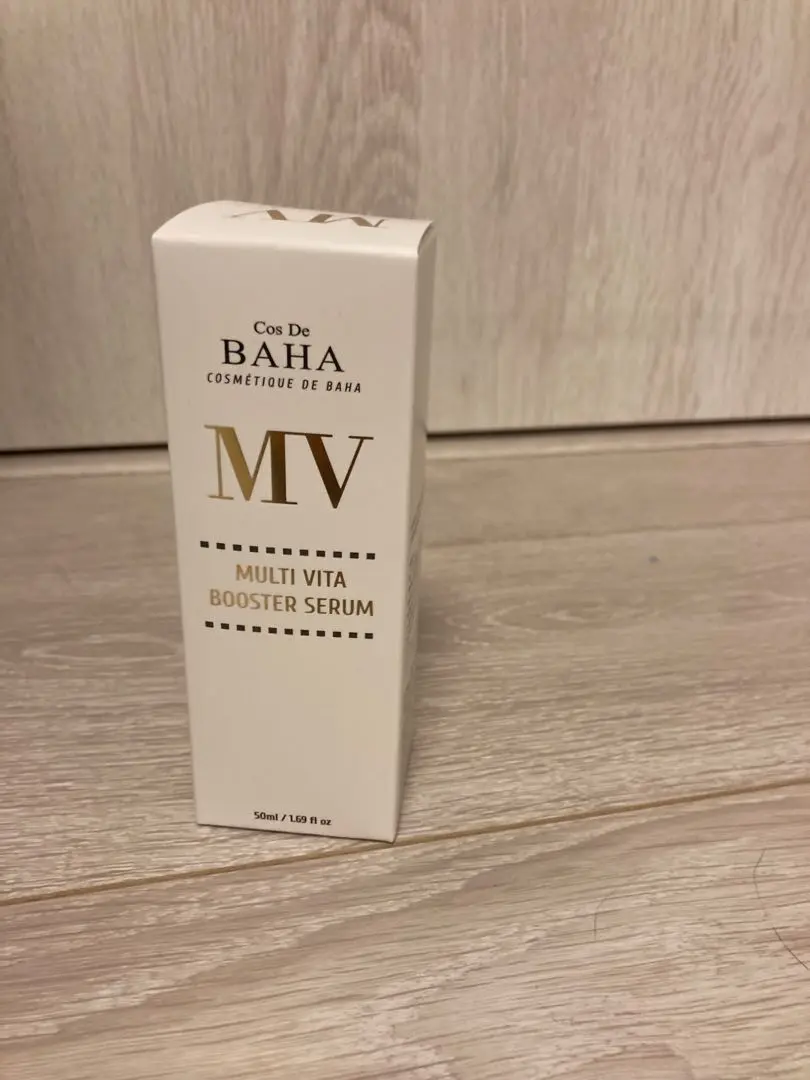 MV
Cos De
BAHA
COSMÉTIQUE DE BAHA
MV
MULTI VITA
BOOSTER SERUM
50ml / 1.69 fl oz